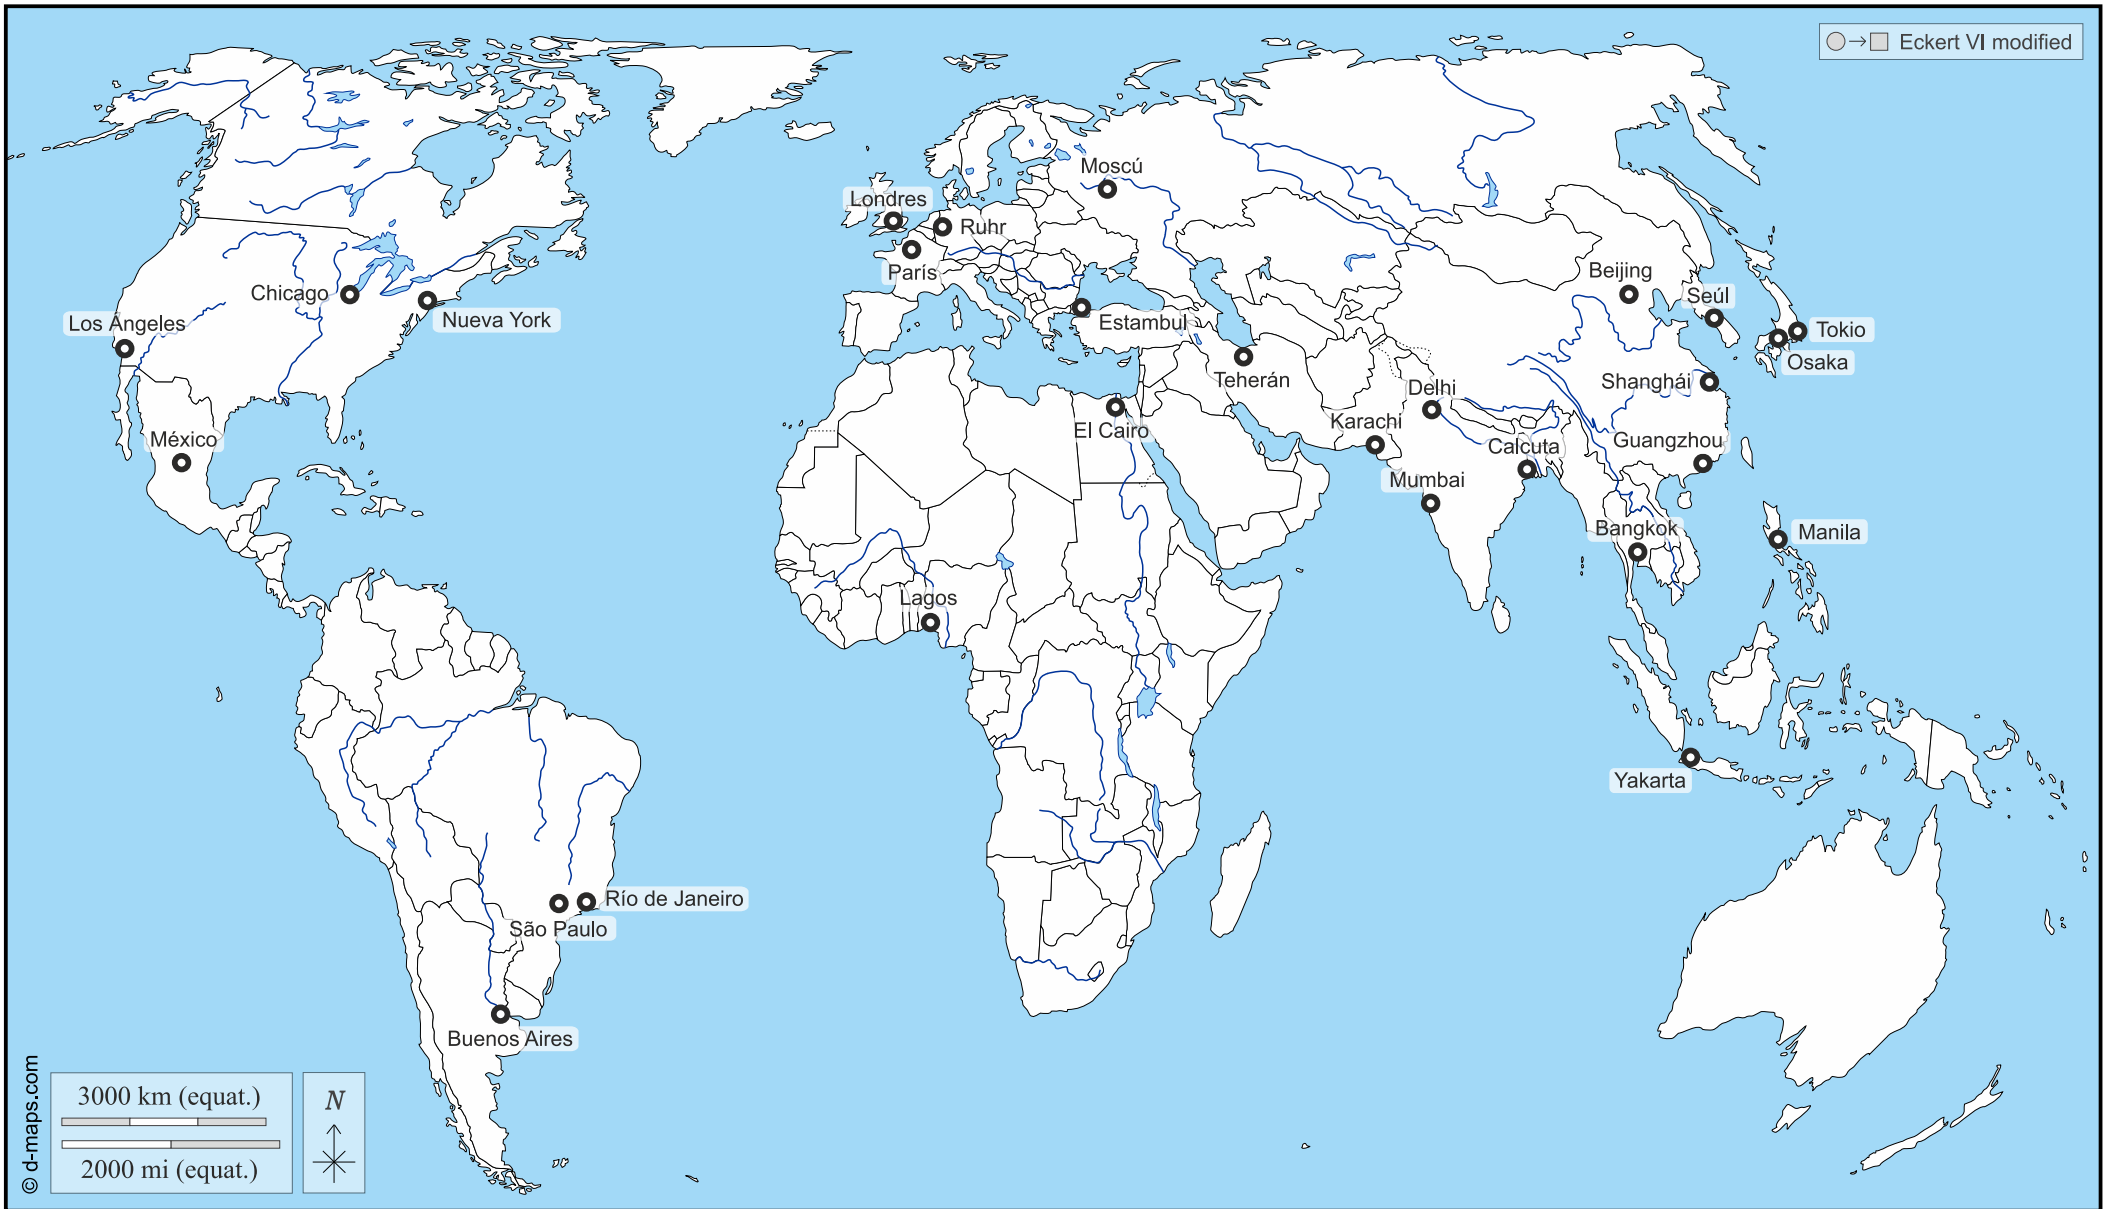 Eckert VI modified
Moscú
Londres
Ruhr
París
Beijing
Seúl
Chicago
Nueva York
Los Ángeles
Estambul
Tokio
Osaka
Teherán
Shanghái
Delhi
El Cairo
Karachi
México
Guangzhou
Calcuta
Mumbai
Bangkok
Manila
Lagos
Yakarta
Río de Janeiro
São Paulo
Buenos Aires
3000 km (equat.)
2000 mi (equat.)
N
© d-maps.com